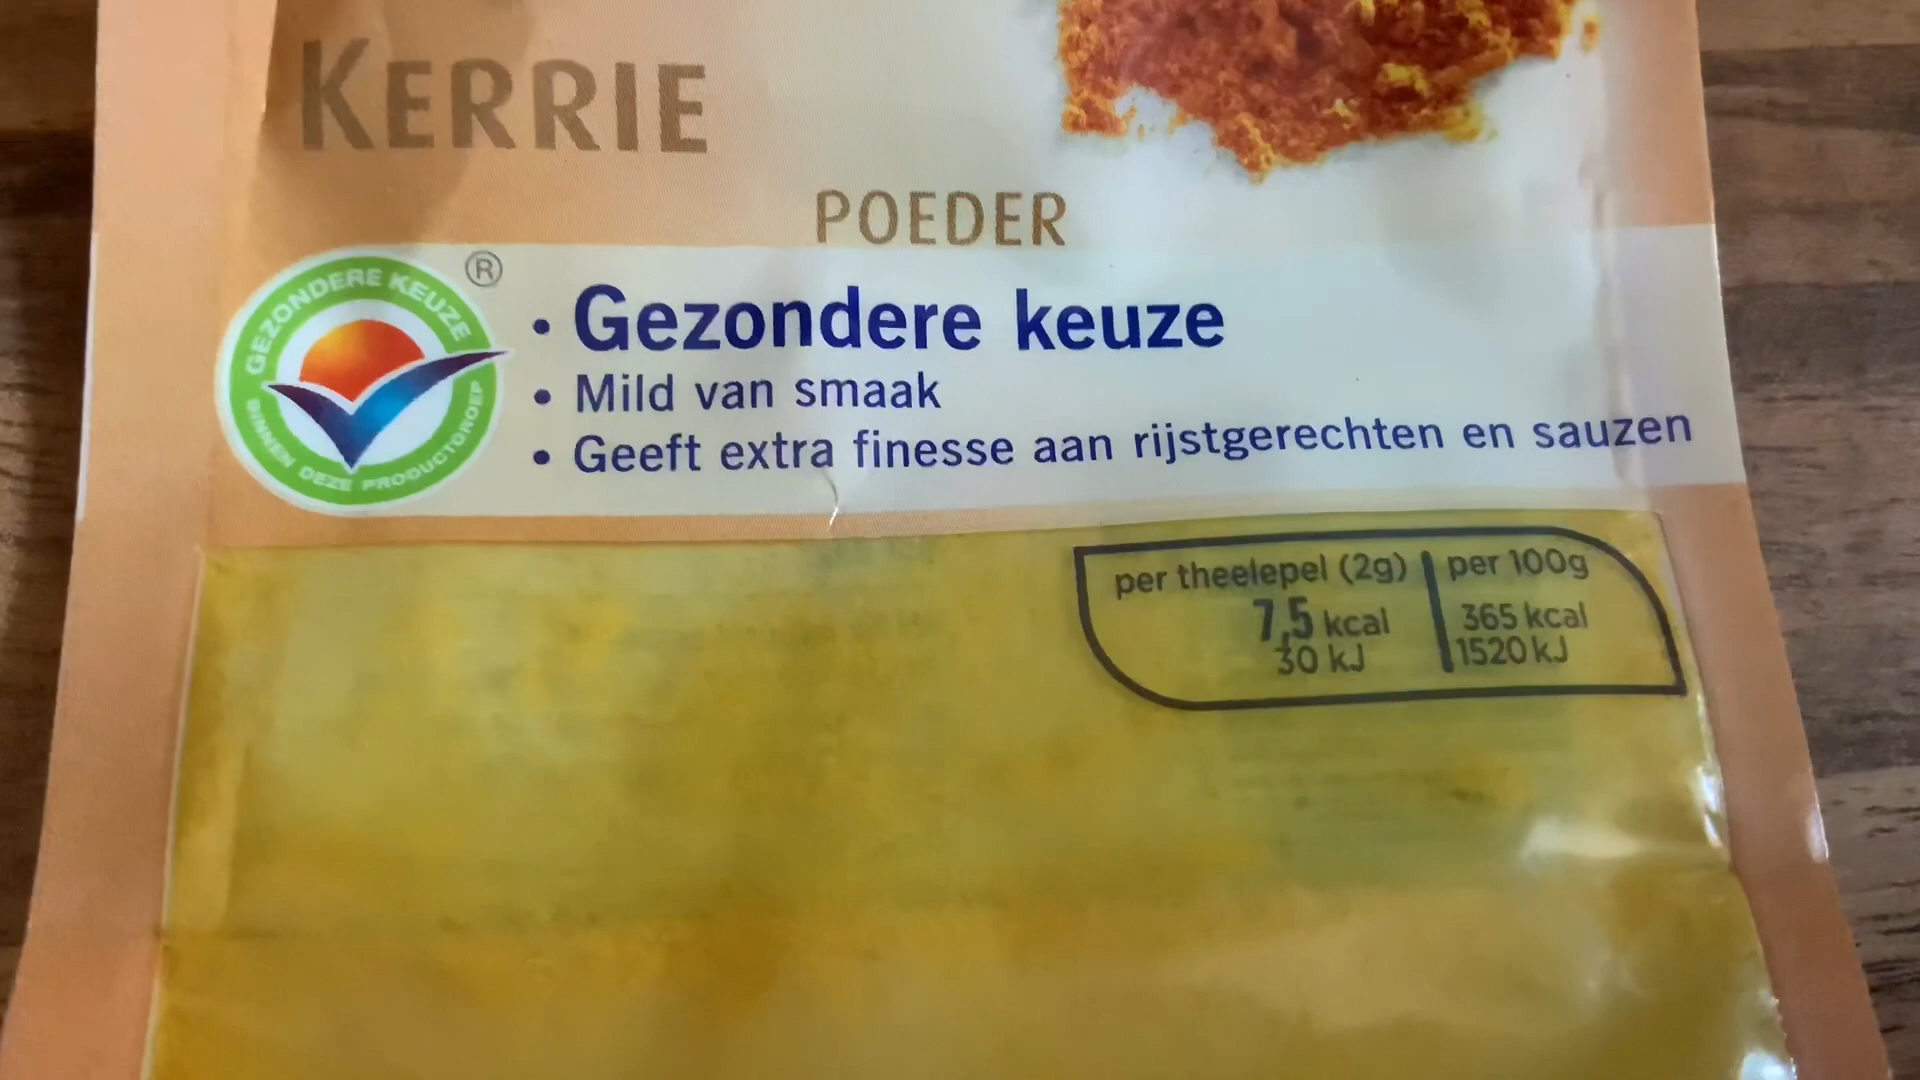 KERRIE
POEDER
GEZONDERE KEUZE
BINNEN DEZE PRODUCTGROEP
®
• Gezondere keuze
• Mild van smaak
• Geeft extra finesse aan rijstgerechten en sauzen
per theelepel (2g) | per 100g
7,5 kcal 365 kcal
30 kJ 1520 kJ